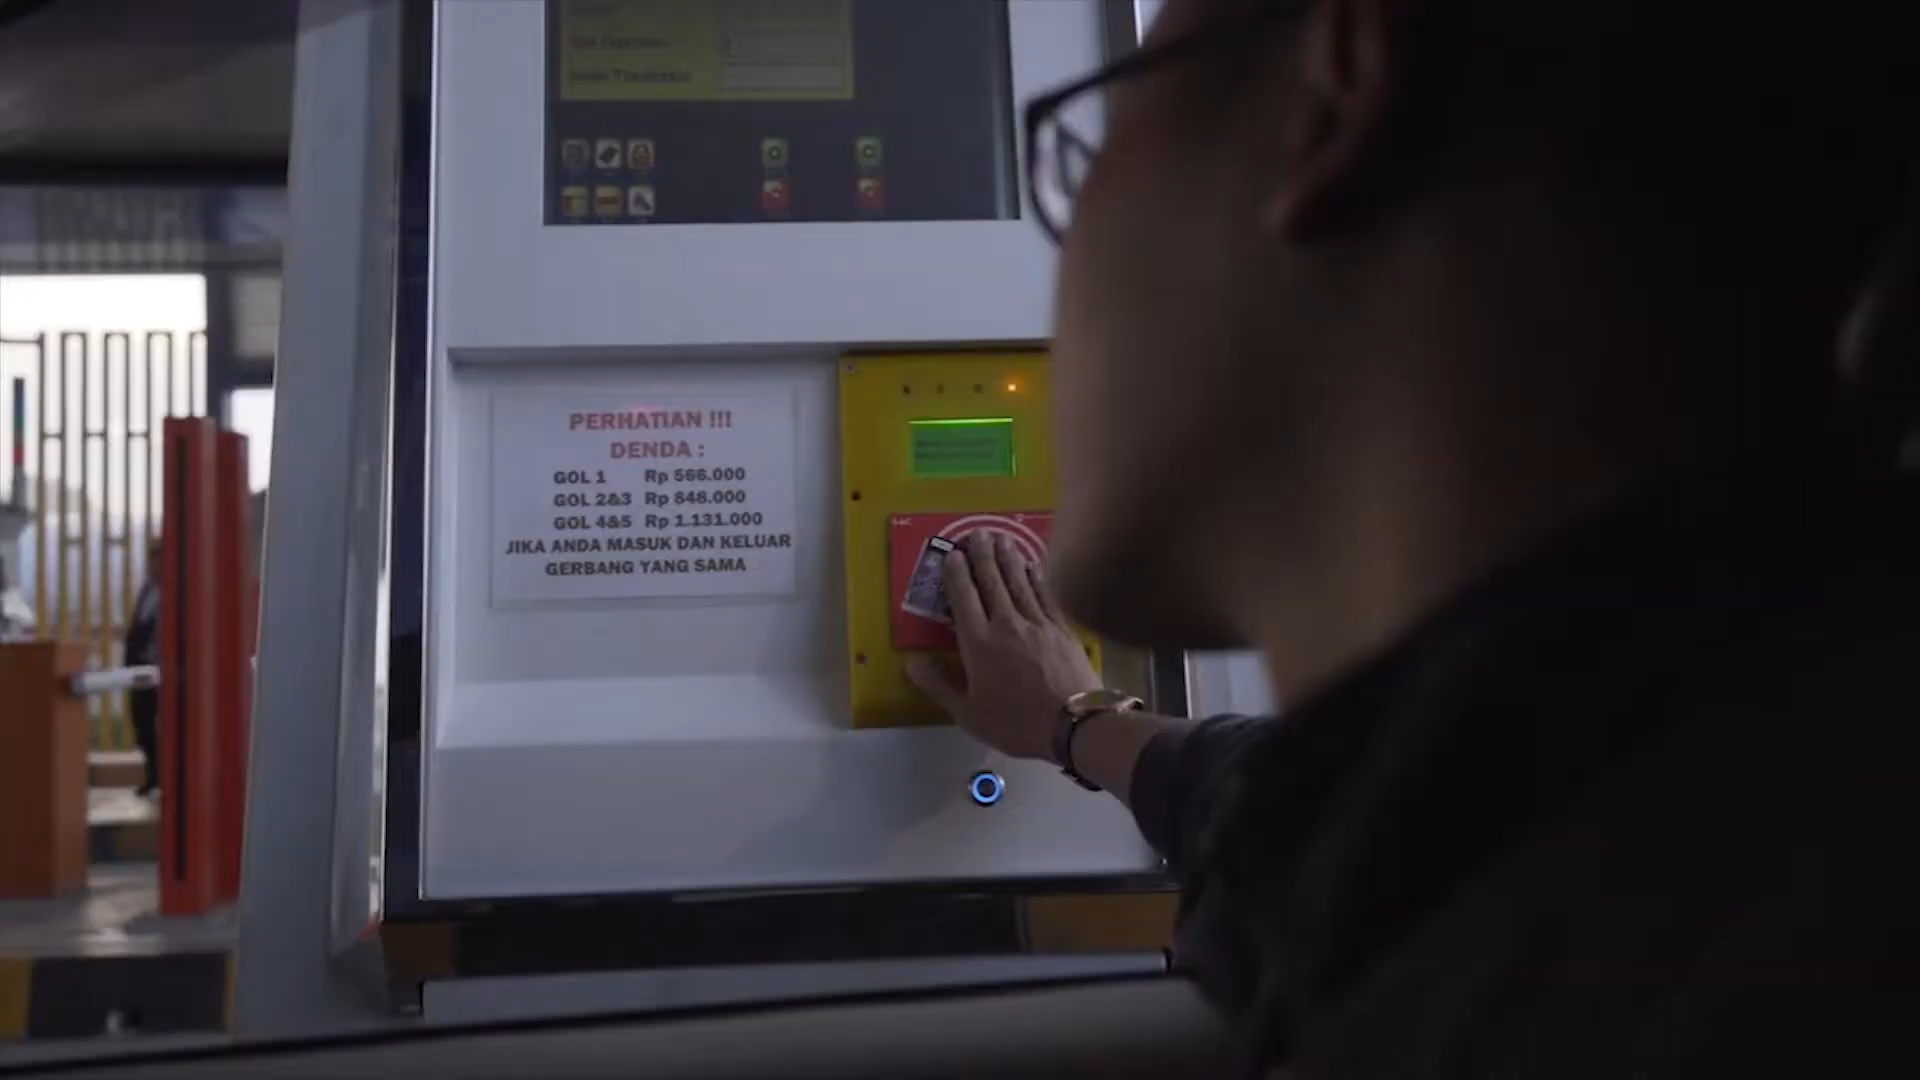 PERHATIAN !!!
DENDA :
GOL 1 Rp 566.000
GOL 2&3 Rp 848.000
GOL 4&5 Rp 1.131.000
JIKA ANDA MASUK DAN KELUAR
GERBANG YANG SAMA